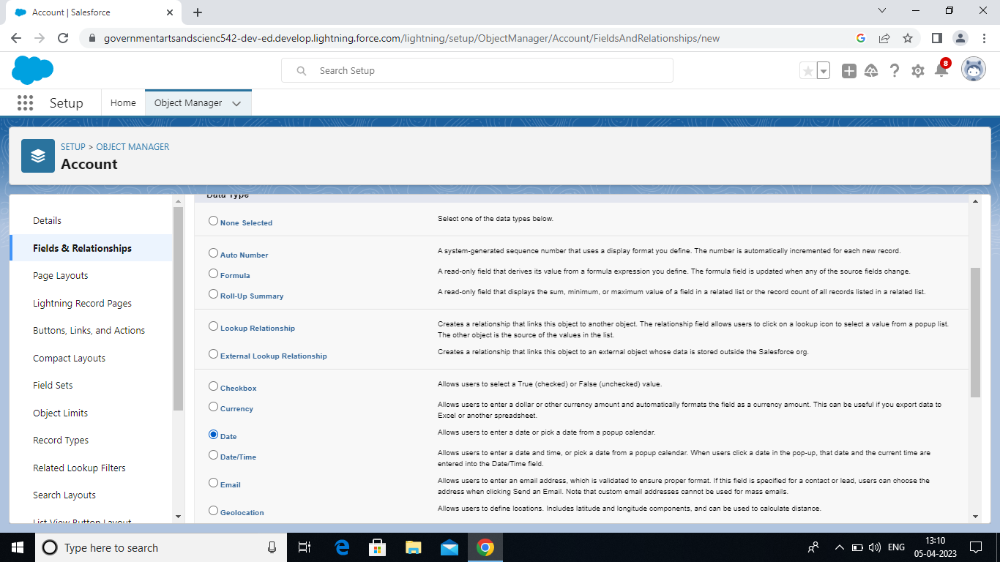 Account | Salesforce
governmentartsandscienc542-dev-ed.develop.lightning.force.com/lightning/setup/ObjectManager/Account/FieldsAndRelationships/new
Search Setup
8
Setup
Home
Object Manager
SETUP > OBJECT MANAGER
Account
Details
Fields & Relationships
Page Layouts
Lightning Record Pages
Buttons, Links, and Actions
Compact Layouts
Field Sets
Object Limits
Record Types
Related Lookup Filters
Search Layouts
List View Button Layout
Data Type
None Selected
Select one of the data types below.
Auto Number
A system-generated sequence number that uses a display format you define. The number is automatically incremented for each new record.
Formula
A read-only field that derives its value from a formula expression you define. The formula field is updated when any of the source fields change.
Roll-Up Summary
A read-only field that displays the sum, minimum, or maximum value of a field in a related list or the record count of all records listed in a related list.
Lookup Relationship
Creates a relationship that links this object to another object. The relationship field allows users to click on a lookup icon to select a value from a popup list.
The other object is the source of the values in the list.
External Lookup Relationship
Creates a relationship that links this object to an external object whose data is stored outside the Salesforce org.
Checkbox
Allows users to select a True (checked) or False (unchecked) value.
Currency
Allows users to enter a dollar or other currency amount and automatically formats the field as a currency amount. This can be useful if you export data to
Excel or another spreadsheet.
Date
Allows users to enter a date or pick a date from a popup calendar.
Date/Time
Allows users to enter a date and time, or pick a date from a popup calendar. When users click a date in the pop-up, that date and the current time are
entered into the Date/Time field.
Email
Allows users to enter an email address, which is validated to ensure proper format. If this field is specified for a contact or lead, users can choose the
address when clicking Send an Email. Note that custom email addresses cannot be used for mass emails.
Geolocation
Allows users to define locations. Includes latitude and longitude components, and can be used to calculate distance.
Type here to search
ENG
13:10
05-04-2023